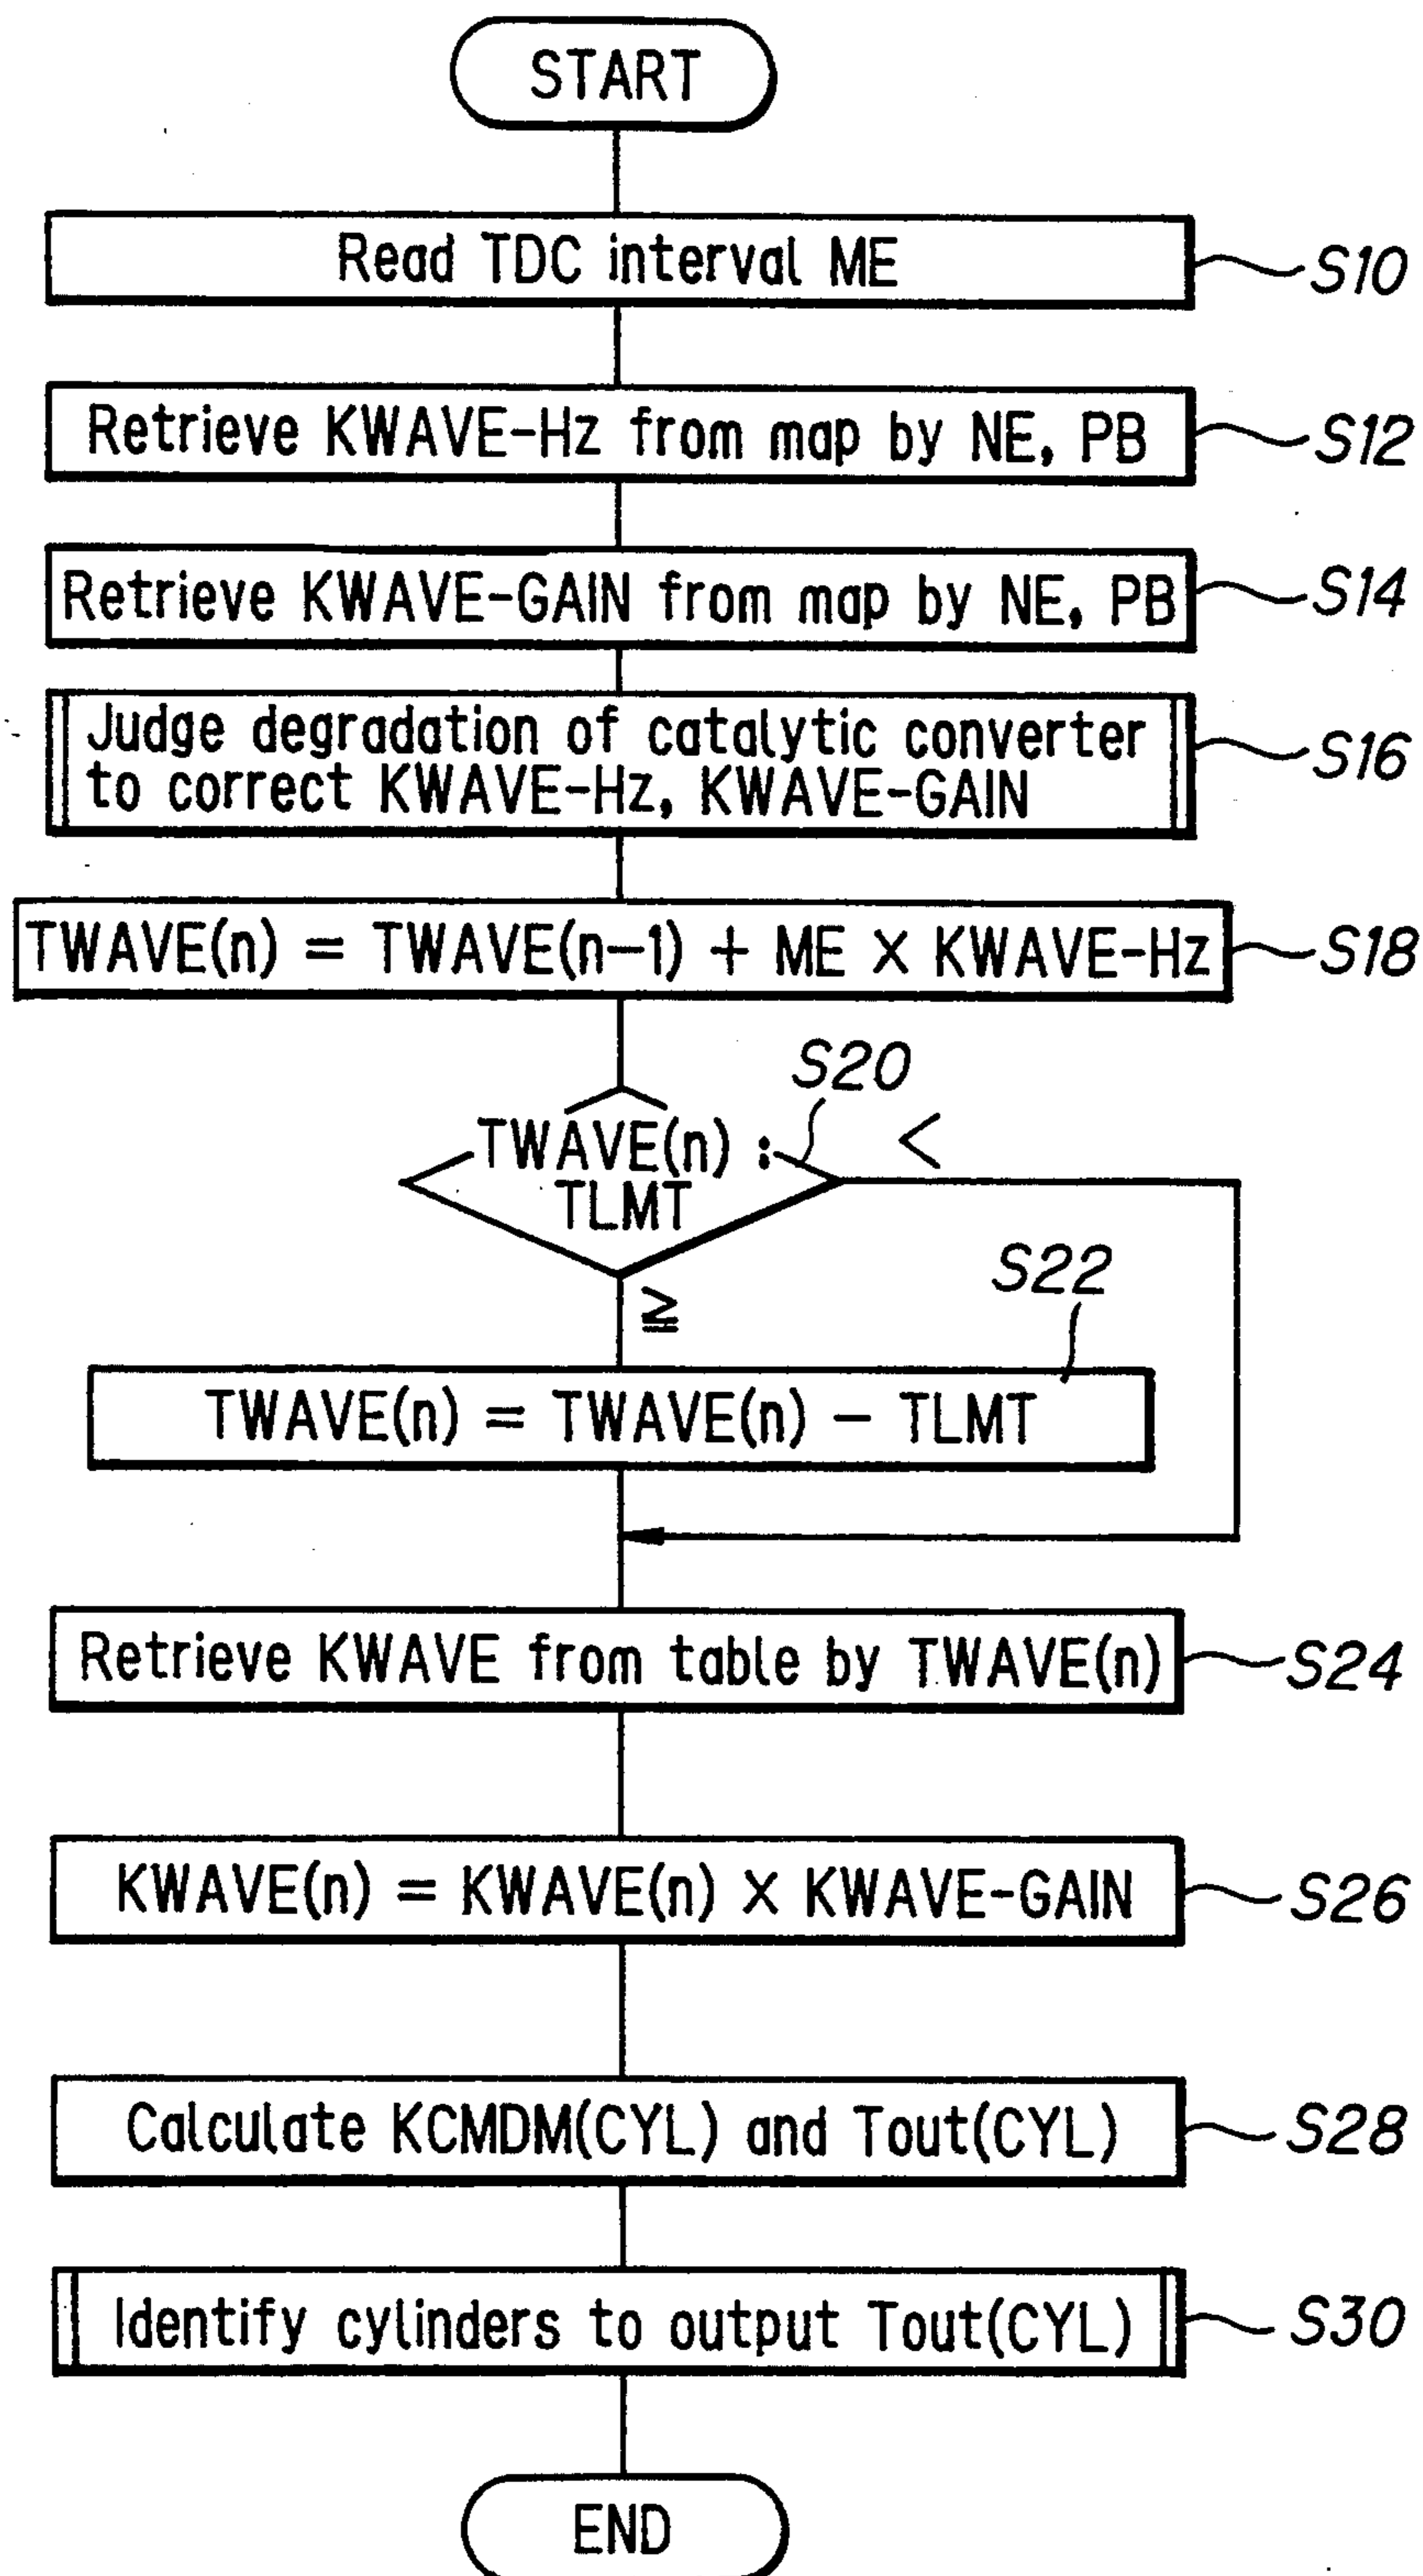 START
Read TDC interval ME
S10
Retrieve KWAVE-Hz from map by NE, PB
S12
Retrieve KWAVE-GAIN from map by NE, PB
S14
Judge degradation of catalytic converter
to correct KWAVE-Hz, KWAVE-GAIN
S16
TWAVE(n) = TWAVE(n-1) + ME × KWAVE-Hz
S18
S20
TWAVE(n) :
TLMT
<
≧
S22
TWAVE(n) = TWAVE(n) - TLMT
Retrieve KWAVE from table by TWAVE(n)
S24
KWAVE(n) = KWAVE(n) × KWAVE-GAIN
S26
Calculate KCMDM(CYL) and Tout(CYL)
S28
Identify cylinders to output Tout(CYL)
S30
END